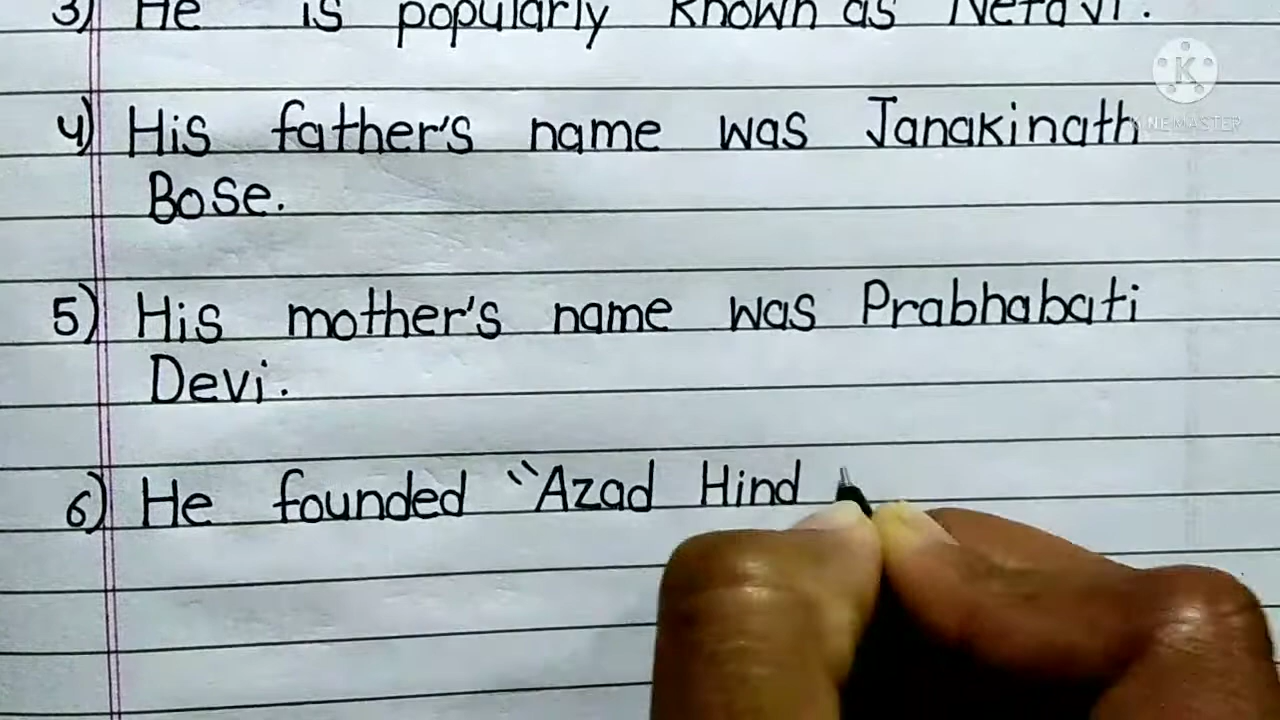 3) He is popularly known as Netaji.
4) His father's name was Janakinath
Bose.
5) His mother's name was Prabhabati
Devi.
6) He founded "Azad Hind
K
KINEMASTER